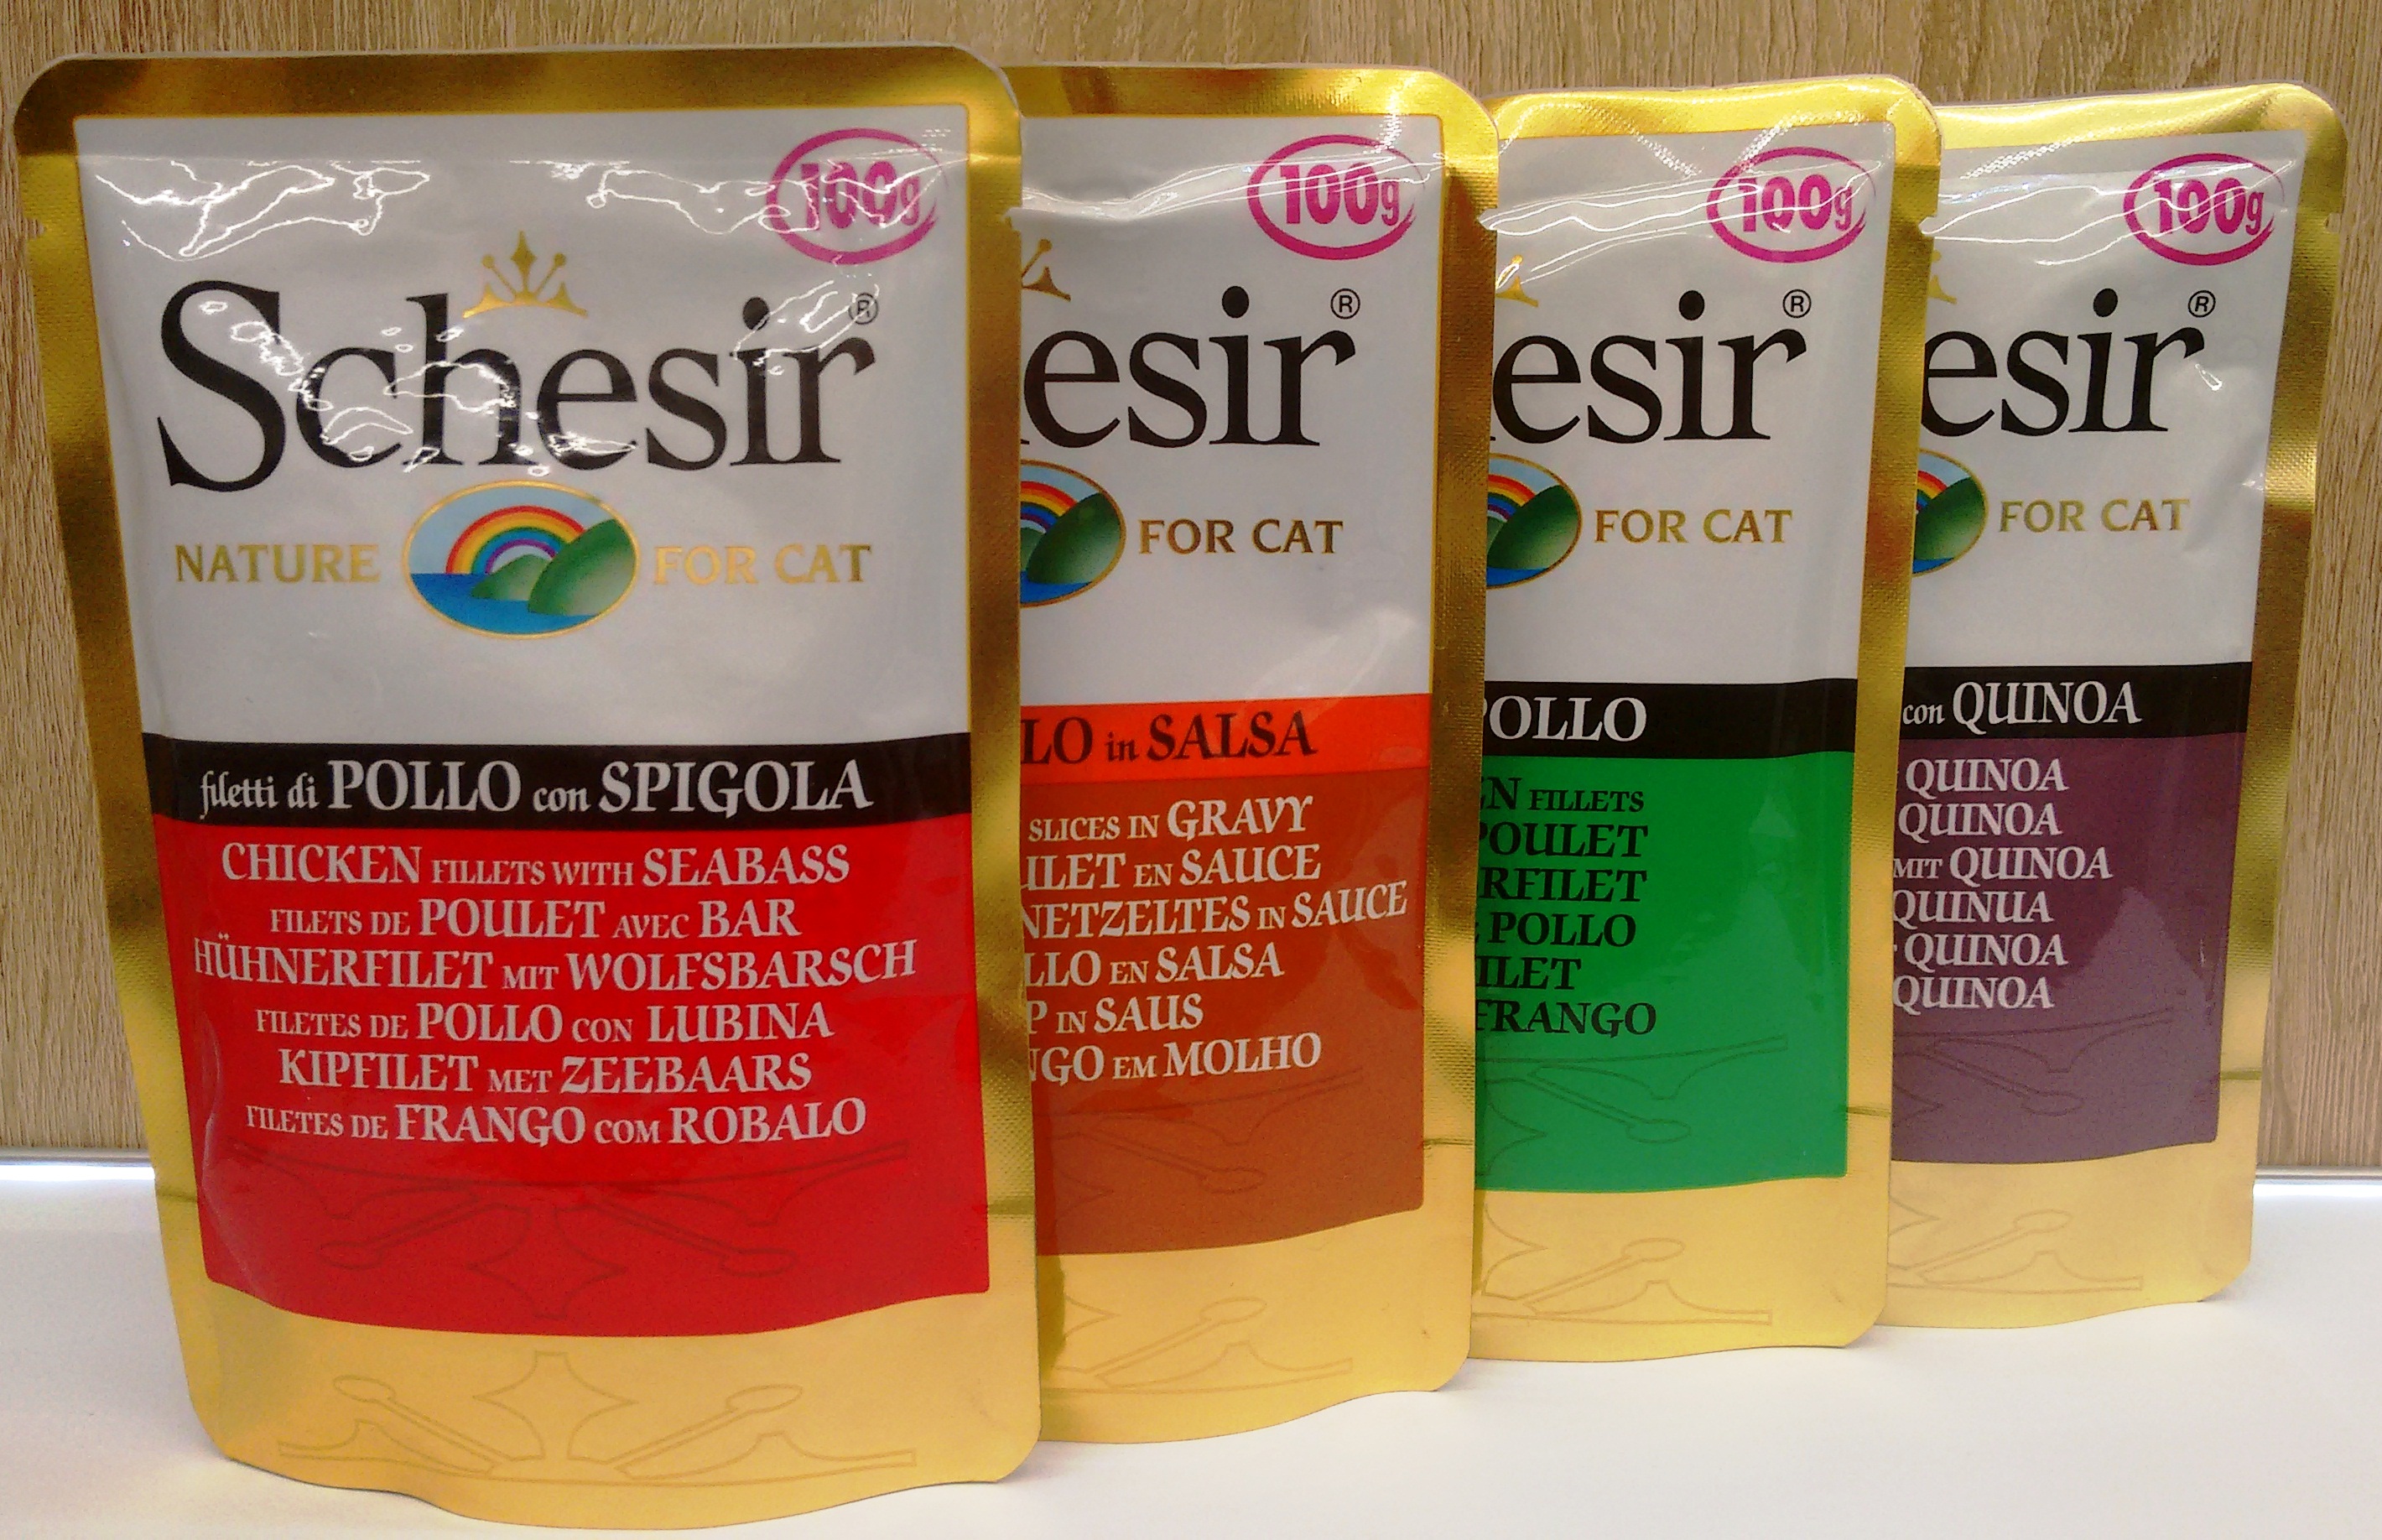 100g
Schesir®
NATURE FOR CAT
filetti di POLLO con SPIGOLA
CHICKEN FILLETS WITH SEABASS
FILETS DE POULET AVEC BAR
HÜHNERFILET MIT WOLFSBARSCH
FILETES DE POLLO CON LUBINA
KIPFILET MET ZEEBAARS
FILETES DE FRANGO COM ROBALO
100g
esir®
FOR CAT
LO in SALSA
SLICES IN GRAVY
ULET EN SAUCE
NETZELTES IN SAUCE
LLO EN SALSA
P IN SAUS
NGO EM MOLHO
100g
esir®
FOR CAT
POLLO
EN FILLETS
POULET
RFILET
POLLO
ILET
FRANGO
100g
esir®
FOR CAT
con QUINOA
QUINOA
QUINOA
MIT QUINOA
QUINUA
QUINOA
QUINOA